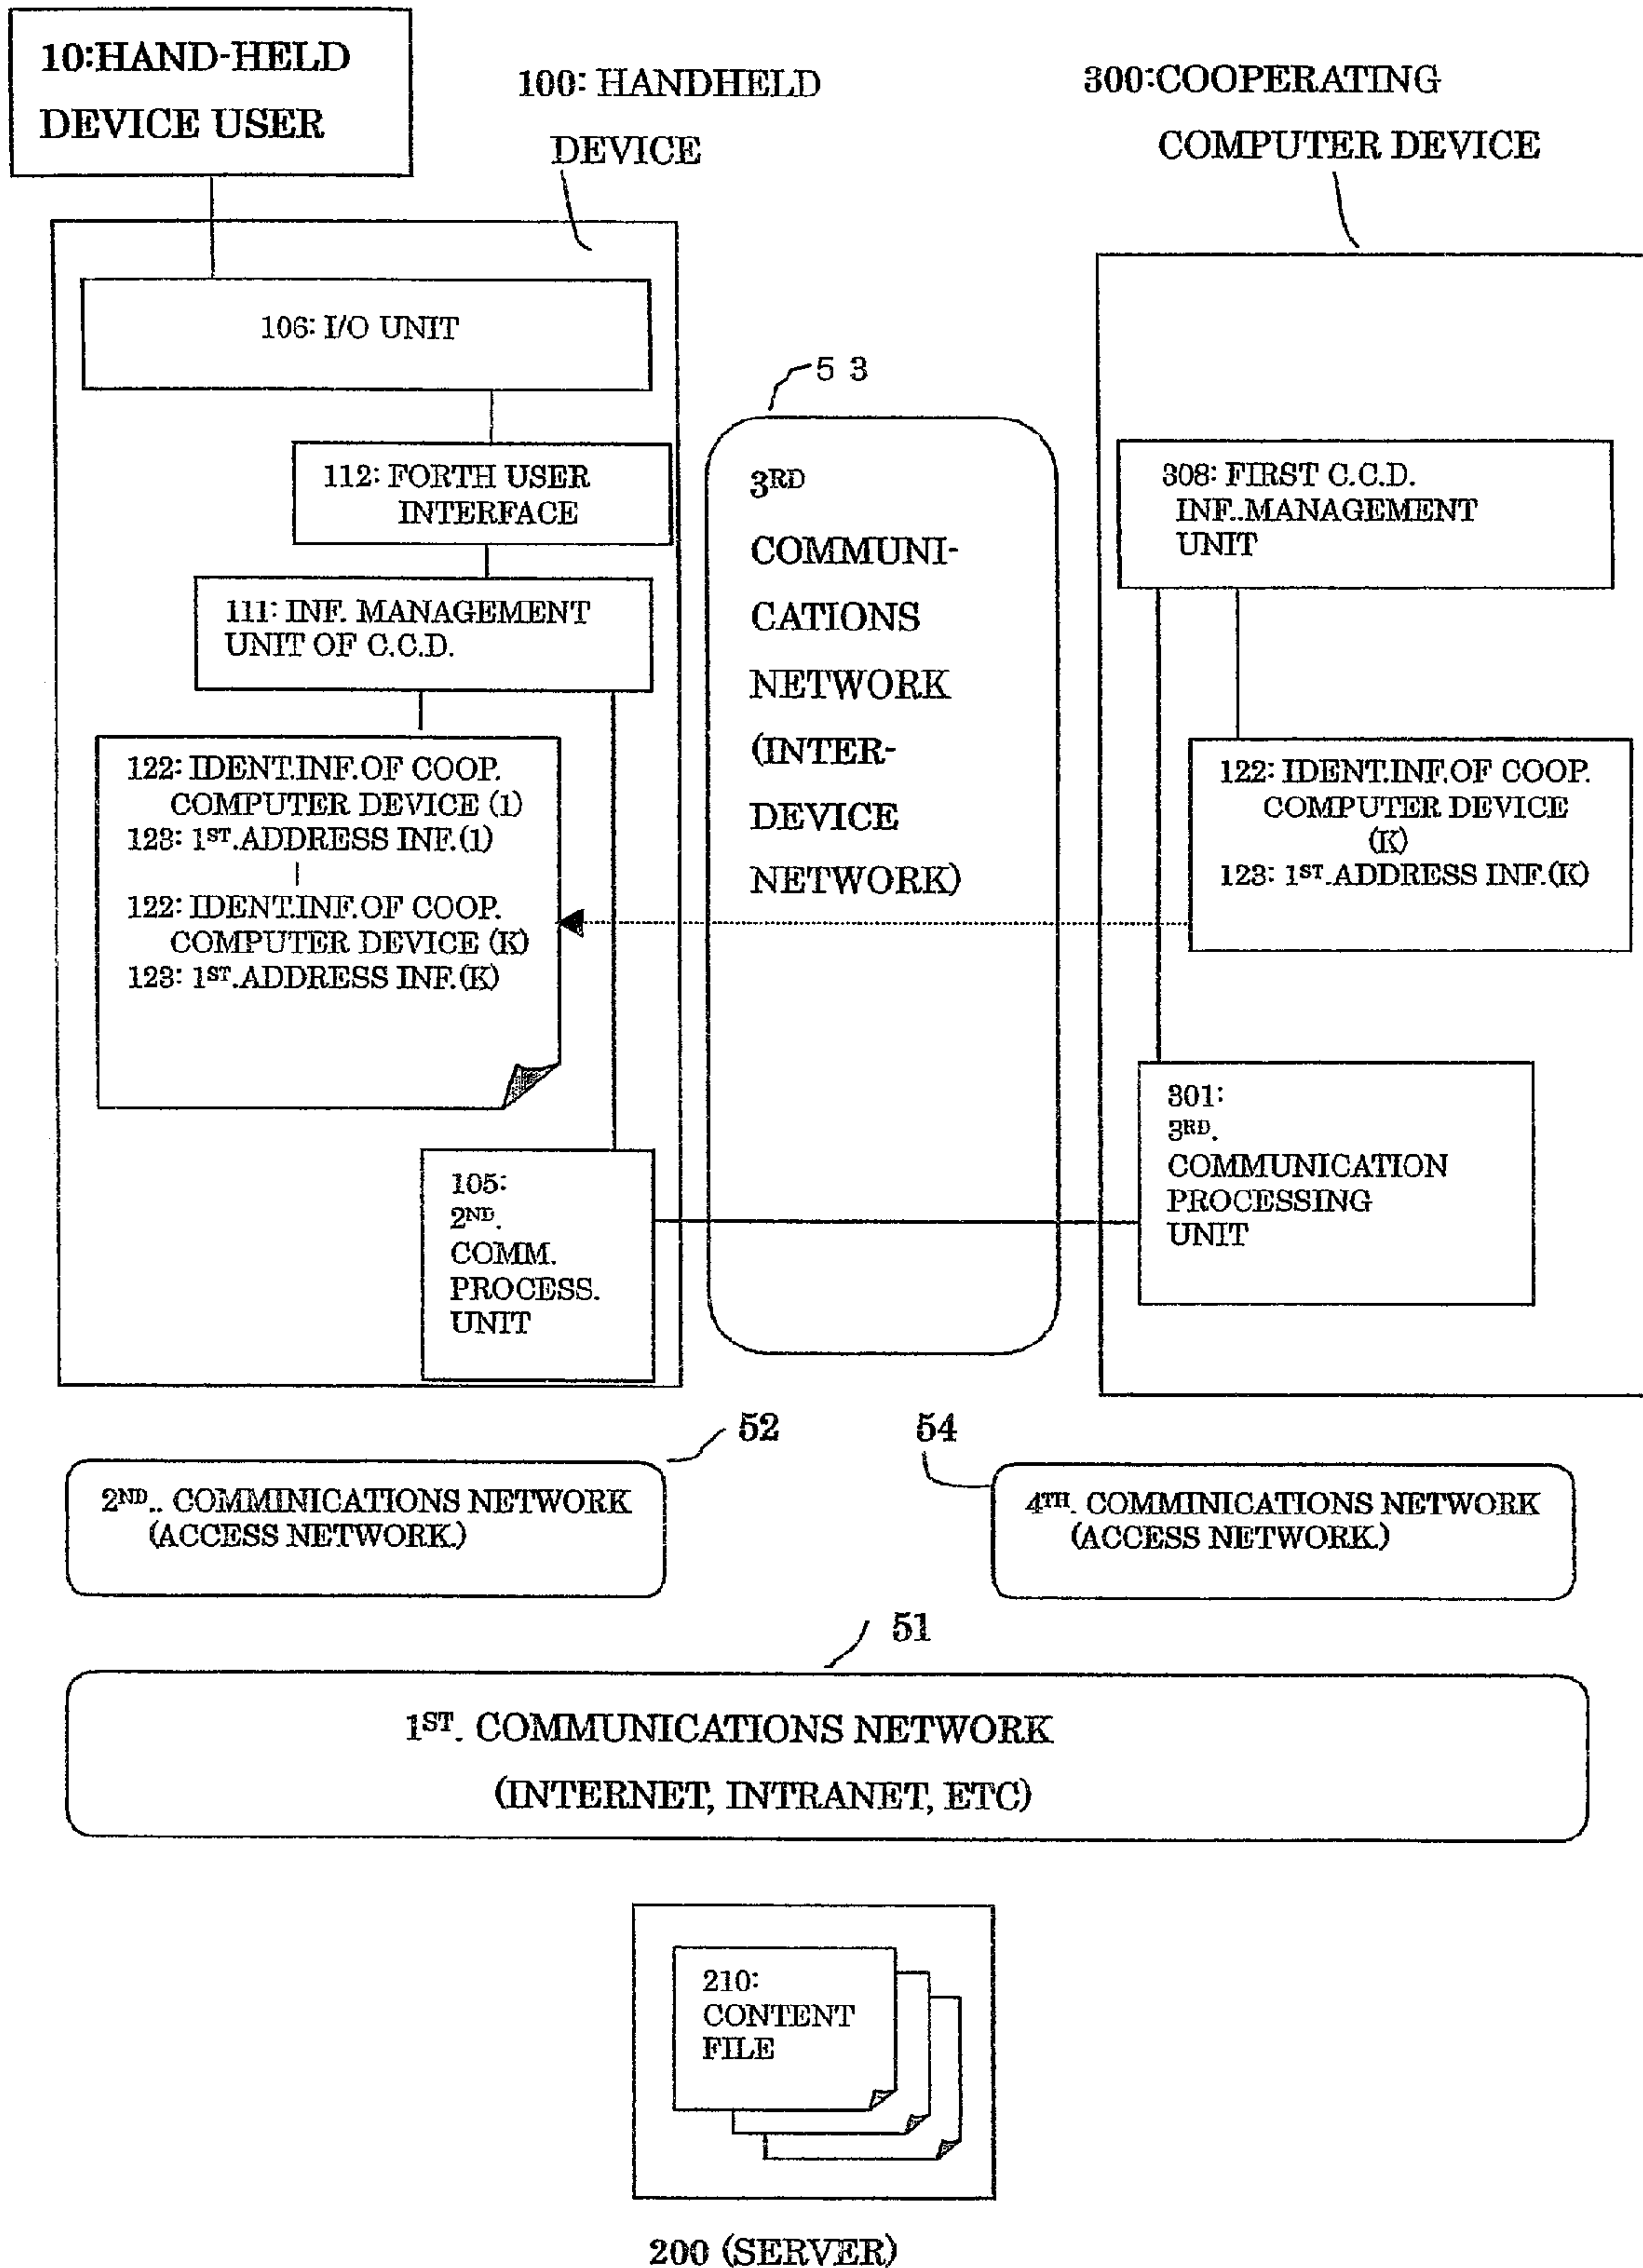 10:HAND-HELD
DEVICE USER
100: HANDHELD
DEVICE
300:COOPERATING
COMPUTER DEVICE
106: I/O UNIT
112: FORTH USER
INTERFACE
111: INF. MANAGEMENT
UNIT OF C.C.D.
122: IDENT.INF.OF COOP.
COMPUTER DEVICE (1)
123: 1ST.ADDRESS INF.(1)
122: IDENT.INF.OF COOP.
COMPUTER DEVICE (K)
123: 1ST.ADDRESS INF.(K)
105:
2ND.
COMM.
PROCESS.
UNIT
5 3
3RD
COMMUNI-
CATIONS
NETWORK
(INTER-
DEVICE
NETWORK)
308: FIRST C.C.D.
INF..MANAGEMENT
UNIT
122: IDENT.INF.OF COOP.
COMPUTER DEVICE
(K)
123: 1ST.ADDRESS INF.(K)
301:
3RD.
COMMUNICATION
PROCESSING
UNIT
52
2ND.. COMMINICATIONS NETWORK
(ACCESS NETWORK.)
54
4TH. COMMINICATIONS NETWORK
(ACCESS NETWORK.)
51
1ST. COMMUNICATIONS NETWORK
(INTERNET, INTRANET, ETC)
210:
CONTENT
FILE
200 (SERVER)